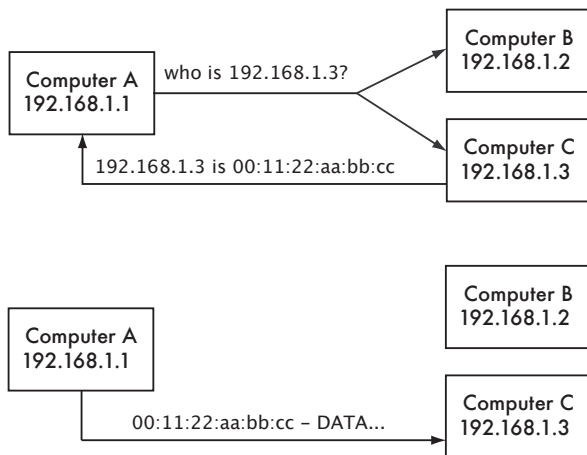 Computer B
192.168.1.2
Computer A
192.168.1.1
who is 192.168.1.3?
Computer C
192.168.1.3
192.168.1.3 is 00:11:22:aa:bb:cc
Computer B
192.168.1.2
Computer A
192.168.1.1
Computer C
192.168.1.3
00:11:22:aa:bb:cc – DATA...